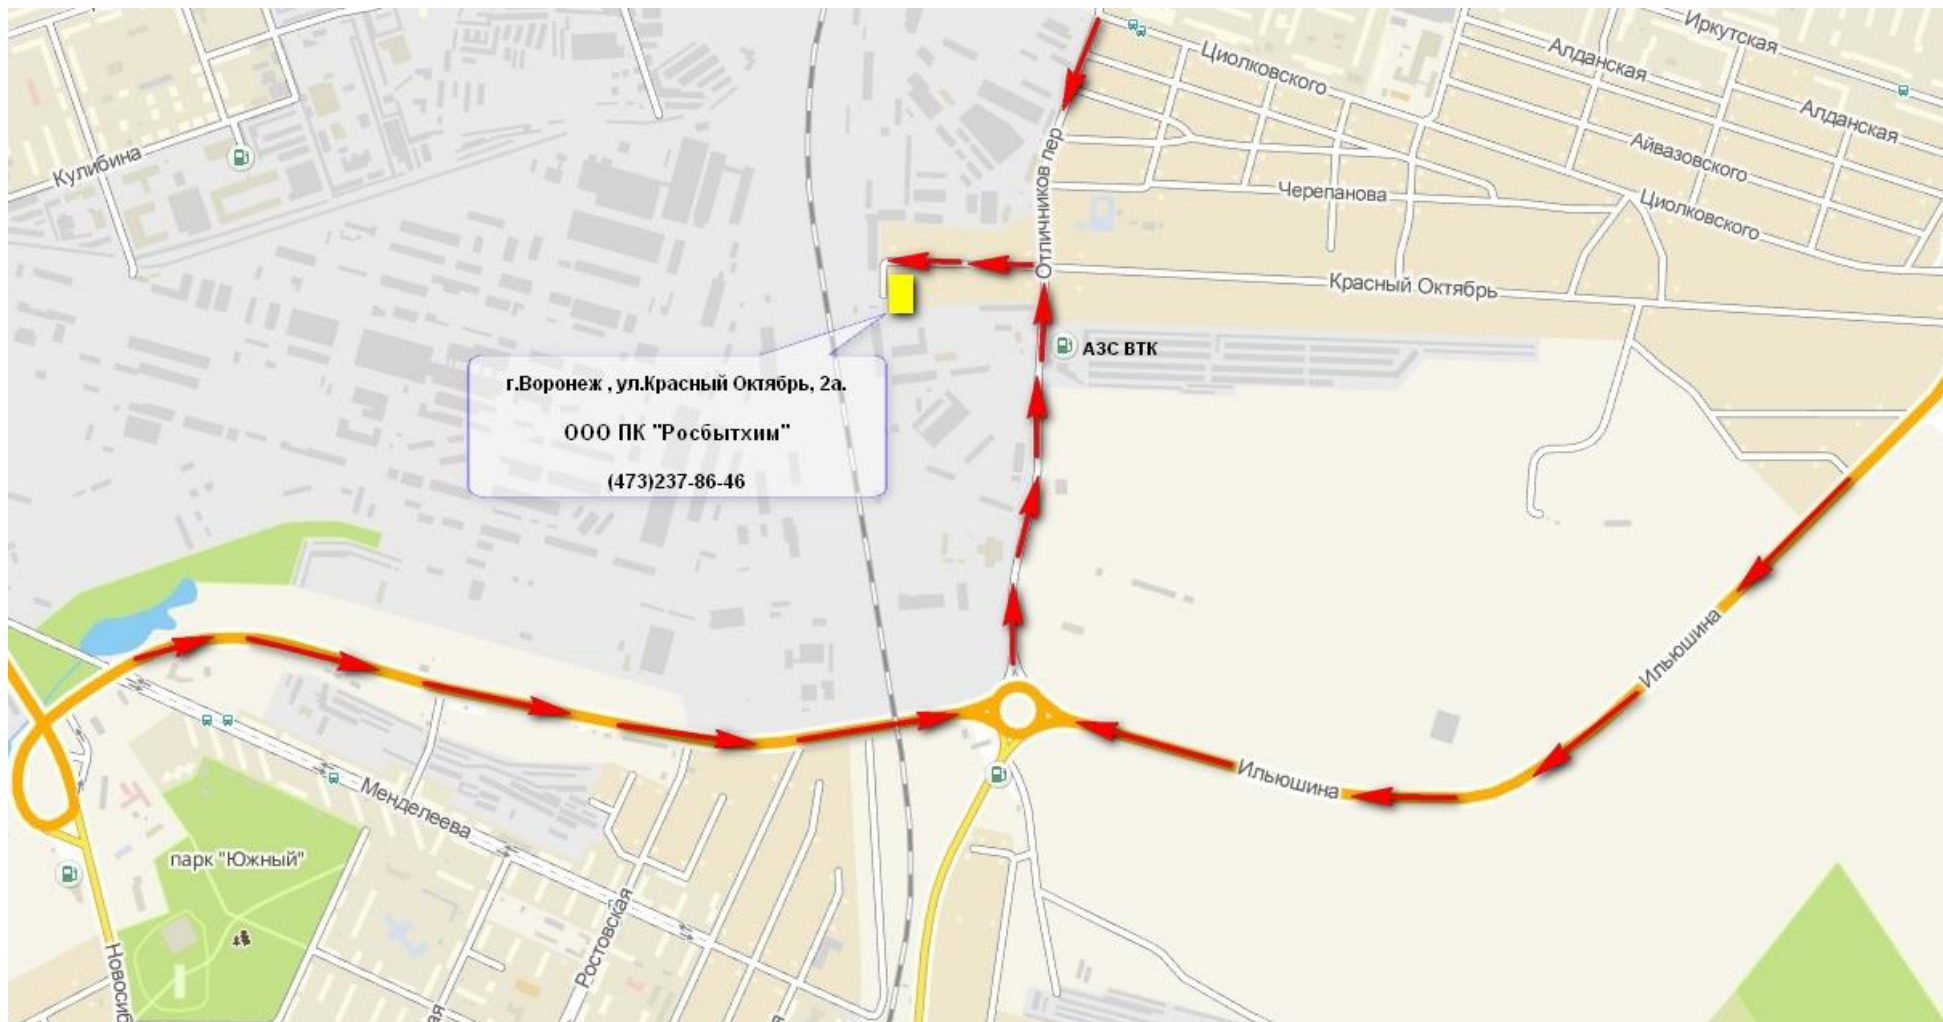 Иркутская
Циолковского
Алданская
Алданская
Кулибина
Отличников пер
Айвазовского
Черепанова
Циолковского
Красный Октябрь
АЗС ВТК
г.Воронеж , ул.Красный Октябрь, 2а.
ООО ПК "Росбытхим"
(473)237-86-46
Ильюшина
Ильюшина
Менделеева
парк "Южный"
Ростовская
Новосиб
ая